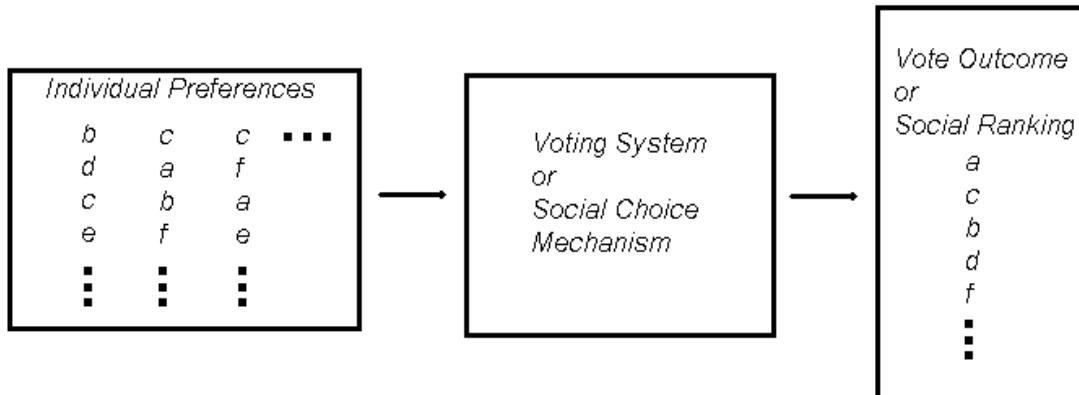 Individual Preferences
b c c ...
d a f
c b a
e f e
Voting System
or
Social Choice
Mechanism
Vote Outcome
or
Social Ranking
a
c
b
d
f